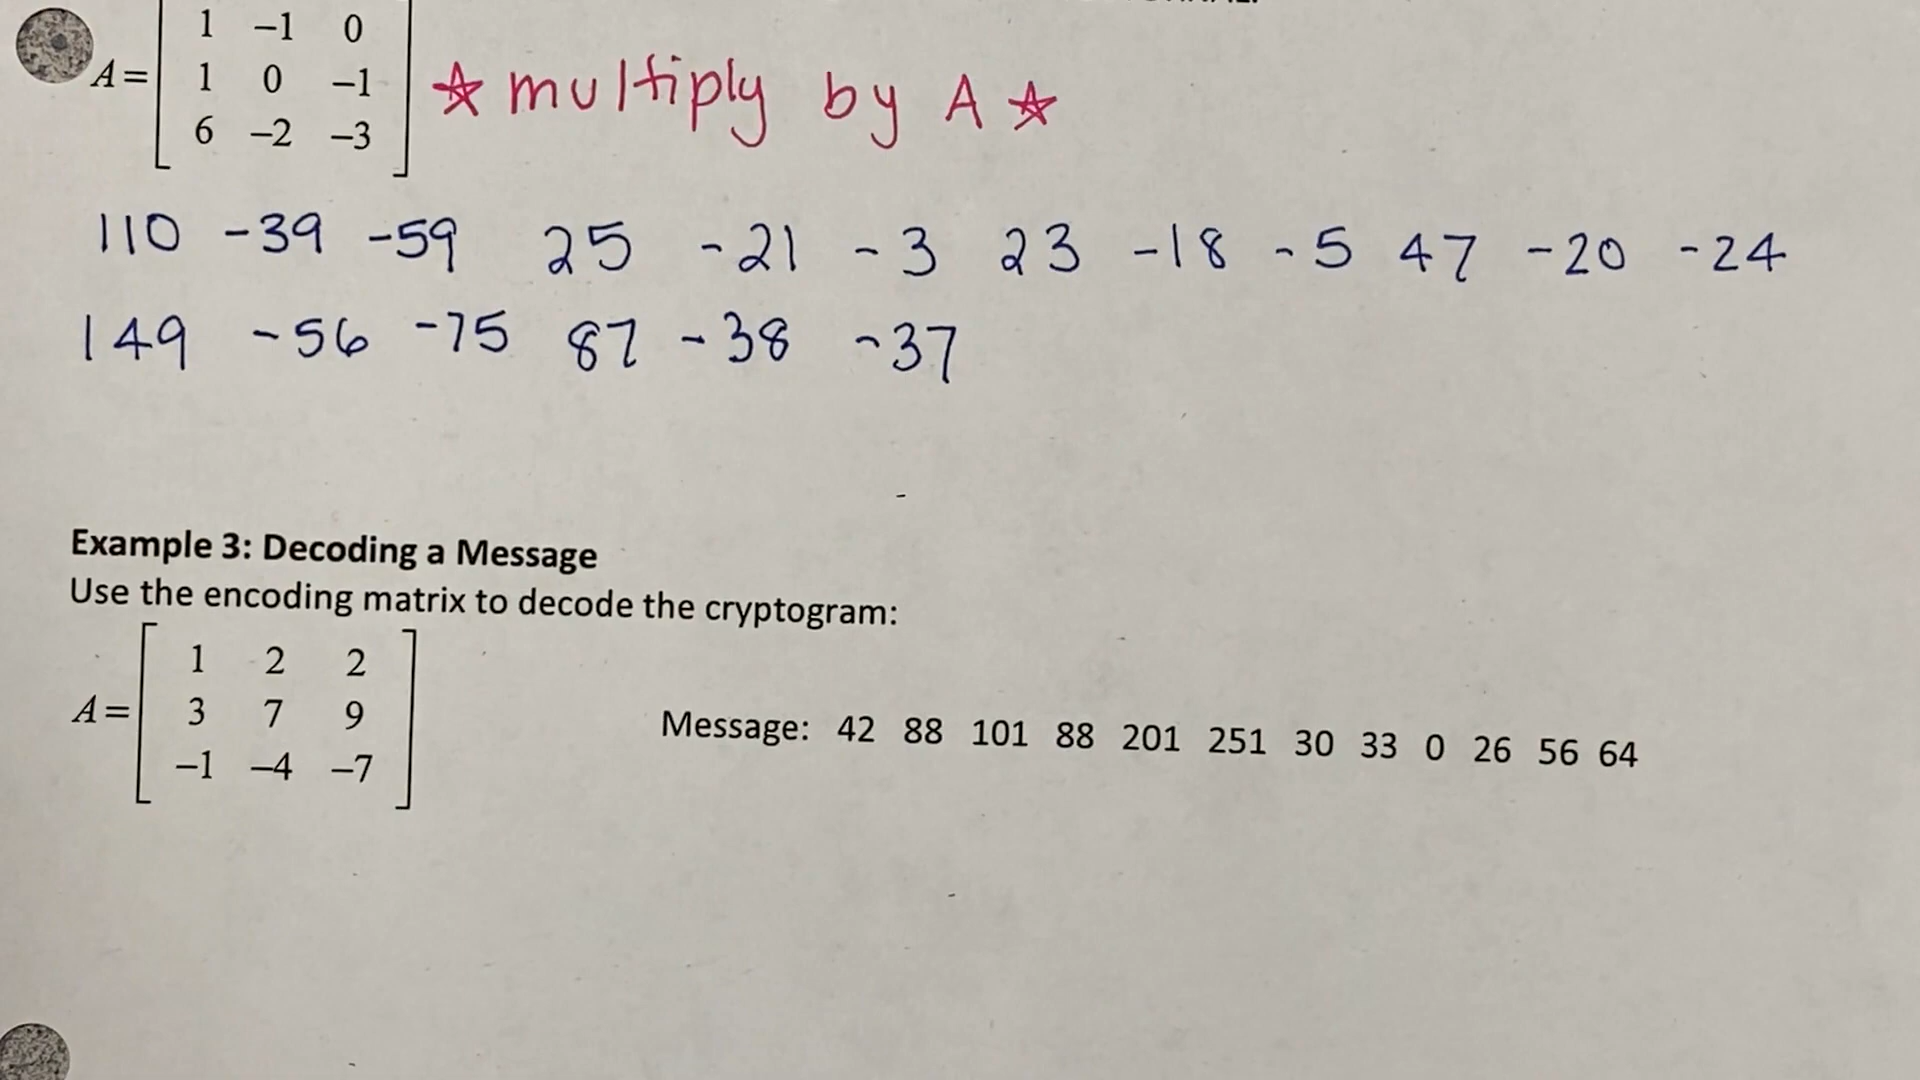 A= [ 1 −1 0
1 0 −1
6 −2 −3 ]
☆ multiply by A ☆
110 -39 -59 25 -21 -3 23 -18 -5 47 -20 -24
149 -56 -75 87 -38 -37
Example 3: Decoding a Message
Use the encoding matrix to decode the cryptogram:
A= [ 1 2 2
3 7 9
−1 −4 −7 ]
Message: 42 88 101 88 201 251 30 33 0 26 56 64